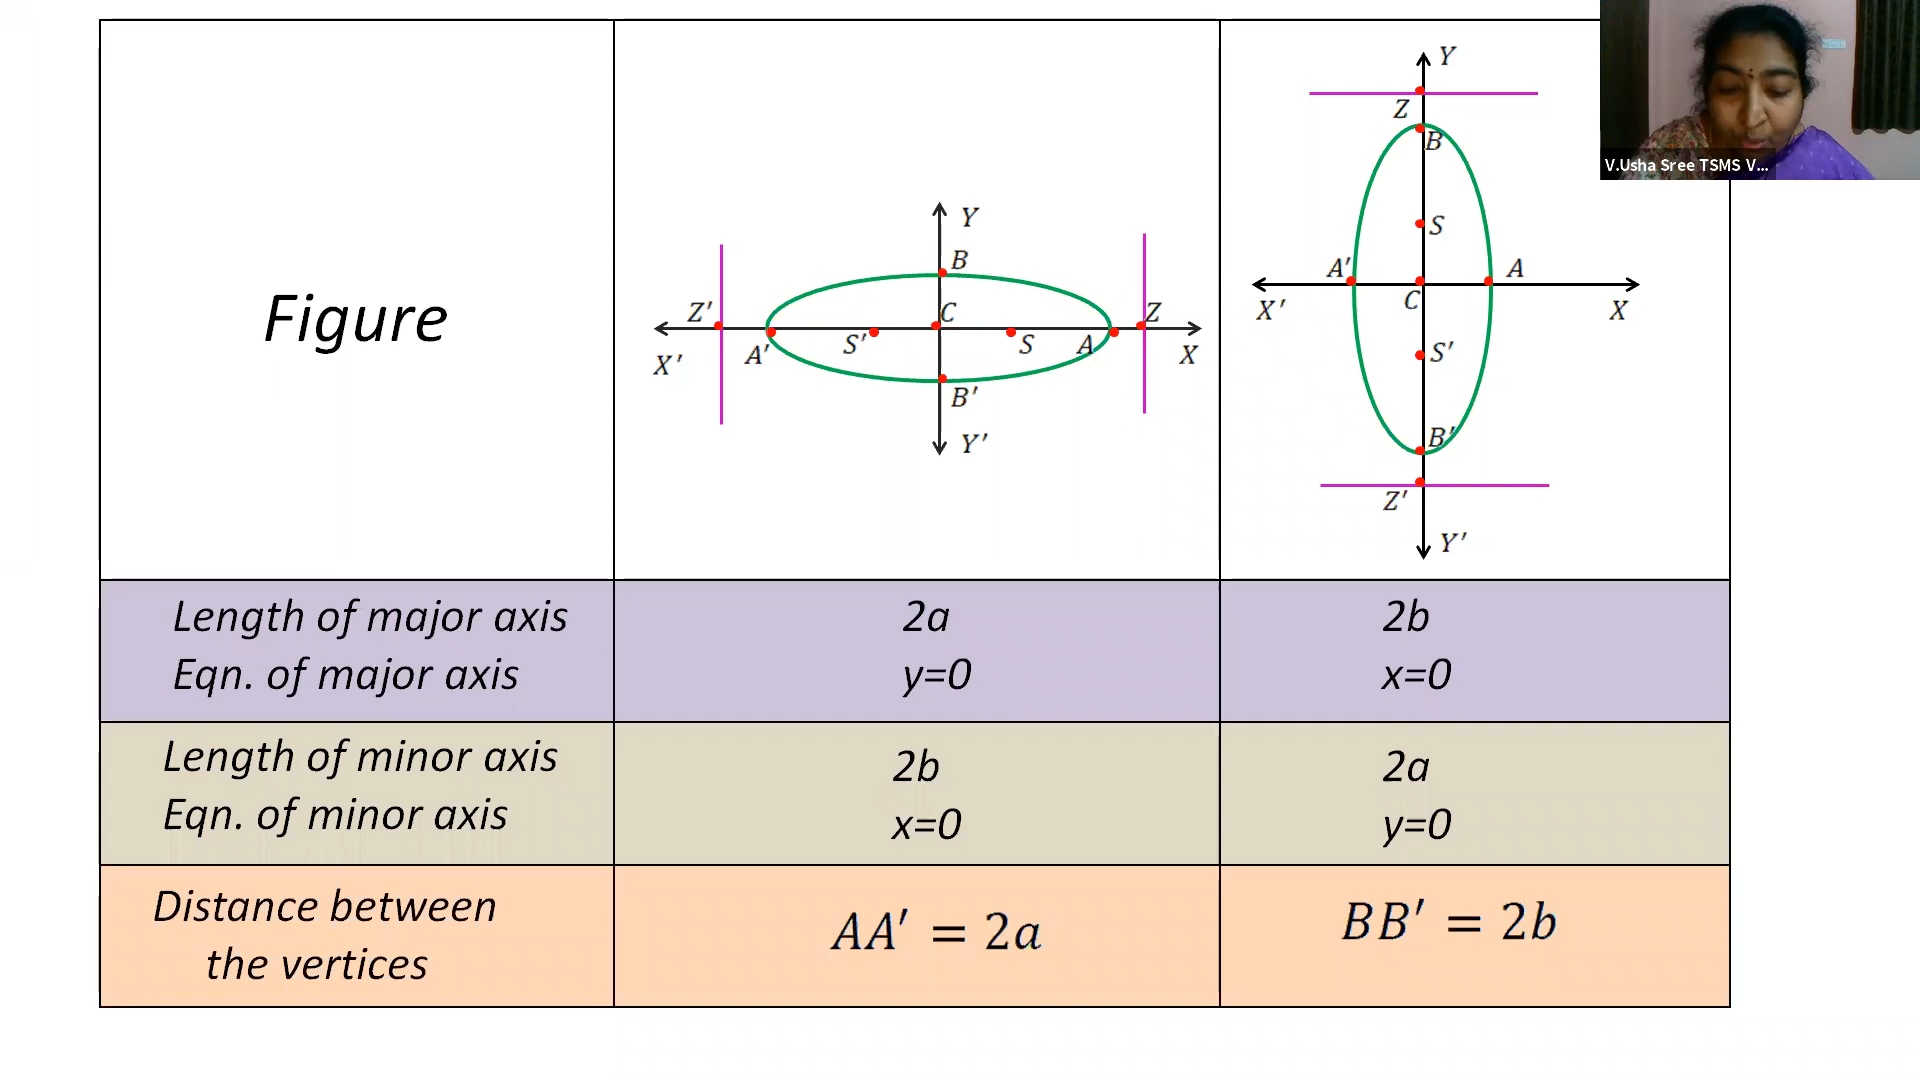 Figure
Y
B
Z'
C
Z
A'
S'
S
A
X'
X
B'
Y'
Y
Z
B
S
A'
A
C
X'
X
S'
B'
Z'
Y'
V.Usha Sree TSMS V...
Length of major axis
2a
2b
Eqn. of major axis
y=0
x=0
Length of minor axis
2b
2a
Eqn. of minor axis
x=0
y=0
Distance between
the vertices
AA' = 2a
BB' = 2b